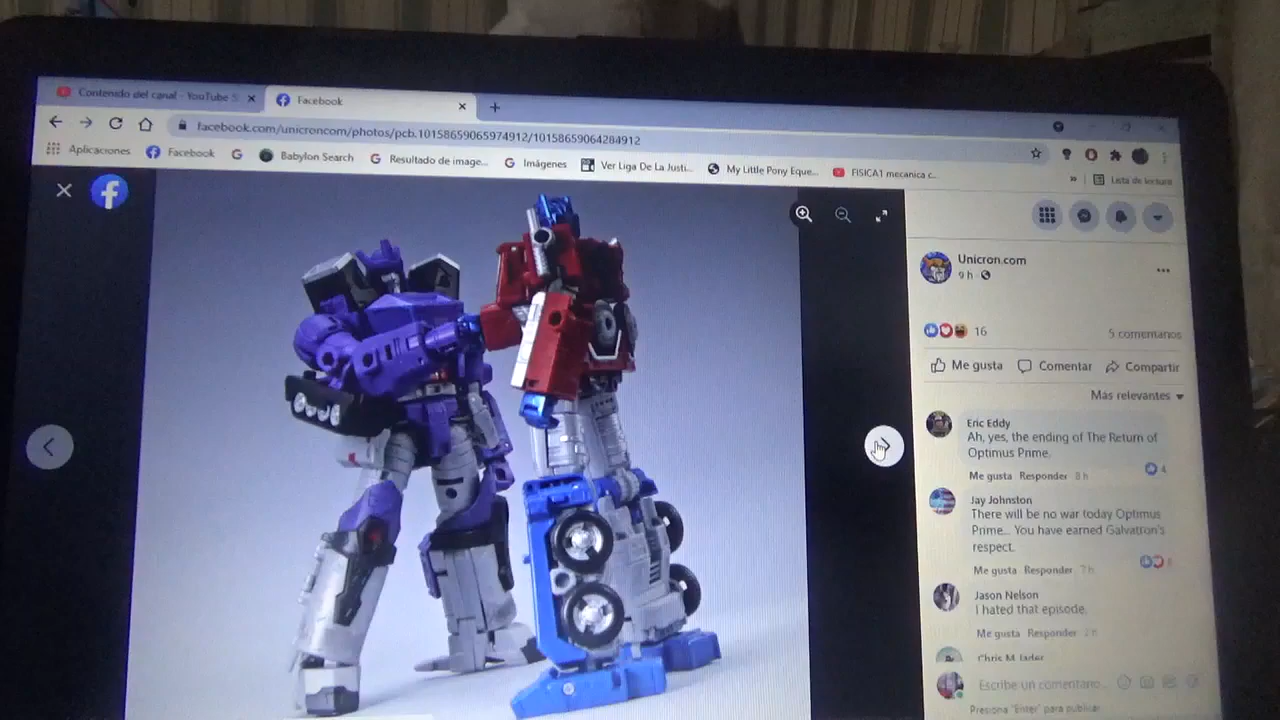 Contenido del canal - YouTube S
Facebook
facebook.com/unicroncom/photos/pcb.10158659065974912/10158659064284912
Aplicaciones
Facebook
Babylon Search
Resultado de image...
Imágenes
Ver Liga De La Justi...
My Little Pony Eque...
FISICA1 mecanica c...
»
Lista de lectura
Unicron.com
9 h
16
5 comentarios
Me gusta Comentar Compartir
Más relevantes
Eric Eddy
Ah, yes, the ending of The Return of
Optimus Prime.
Me gusta Responder 8 h
4
Jay Johnston
There will be no war today Optimus
Prime... You have earned Galvatron's
respect.
Me gusta Responder 7 h
Jason Nelson
I hated that episode.
Me gusta Responder
Chris M
Escribe un comentario...
Presiona "Enter" para publicar.